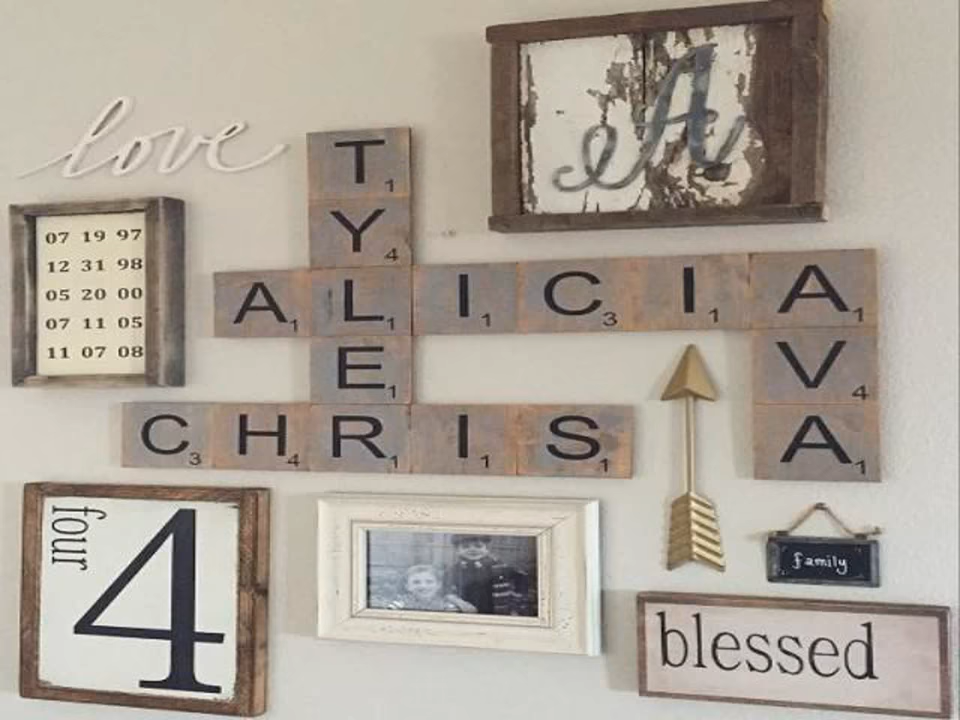 love
A
07 19 97
12 31 98
05 20 00
07 11 05
11 07 08
T1
Y4
A1 L1 I1 C3 I1 A1
E1
V4
C3 H4 R1 I1 S1
A1
four
4
family
blessed